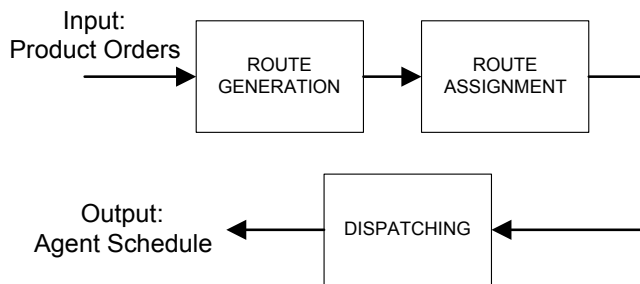 Input:
Product Orders
ROUTE
GENERATION
ROUTE
ASSIGNMENT
Output:
Agent Schedule
DISPATCHING